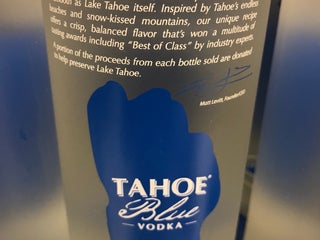 famous as Lake Tahoe itself. Inspired by Tahoe's endless
beaches and snow-kissed mountains, our unique recipe
offers a crisp, balanced flavor that's won a multitude of
tasting awards including "Best of Class" by industry experts.
A portion of the proceeds from each bottle sold are donated
to help preserve Lake Tahoe.
Matt Levitt, Founder/CEO
TAHOE
Blue
VODKA